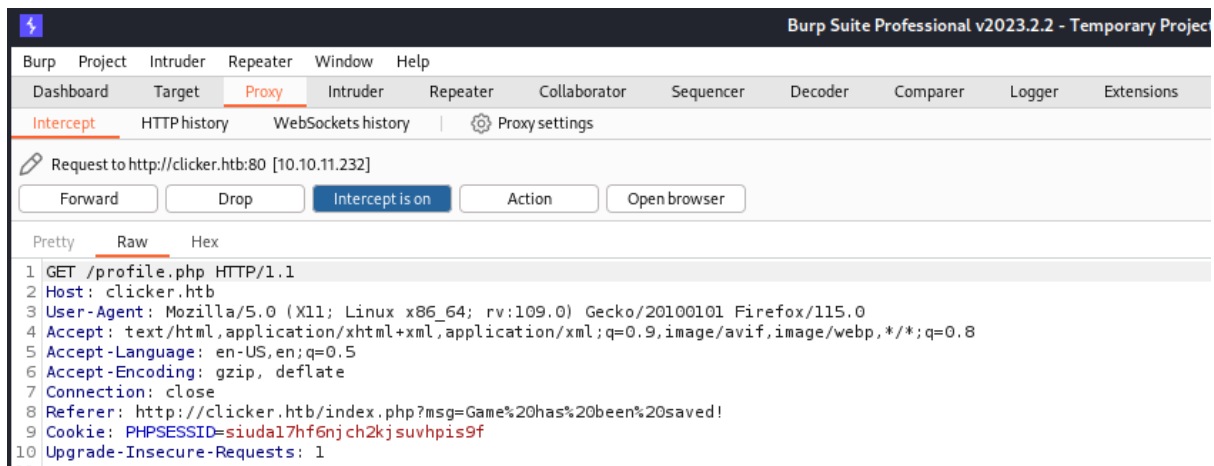 Burp Suite Professional v2023.2.2 - Temporary Project
Burp Project Intruder Repeater Window Help
Dashboard Target Proxy Intruder Repeater Collaborator Sequencer Decoder Comparer Logger Extensions
Intercept HTTP history WebSockets history Proxy settings
Request to http://clicker.htb:80 [10.10.11.232]
Forward Drop Intercept is on Action Open browser
Pretty Raw Hex
1 GET /profile.php HTTP/1.1
2 Host: clicker.htb
3 User-Agent: Mozilla/5.0 (X11; Linux x86_64; rv:109.0) Gecko/20100101 Firefox/115.0
4 Accept: text/html,application/xhtml+xml,application/xml;q=0.9,image/avif,image/webp,*/*;q=0.8
5 Accept-Language: en-US,en;q=0.5
6 Accept-Encoding: gzip, deflate
7 Connection: close
8 Referer: http://clicker.htb/index.php?msg=Game%20has%20been%20saved!
9 Cookie: PHPSESSID=siudal7hf6njch2kjsuvhpis9f
10 Upgrade-Insecure-Requests: 1